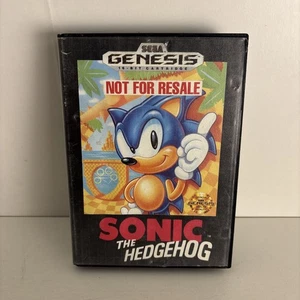 SEGA
GENESIS
16-BIT CARTRIDGE
NOT FOR RESALE
SONIC
THE
HEDGEHOG